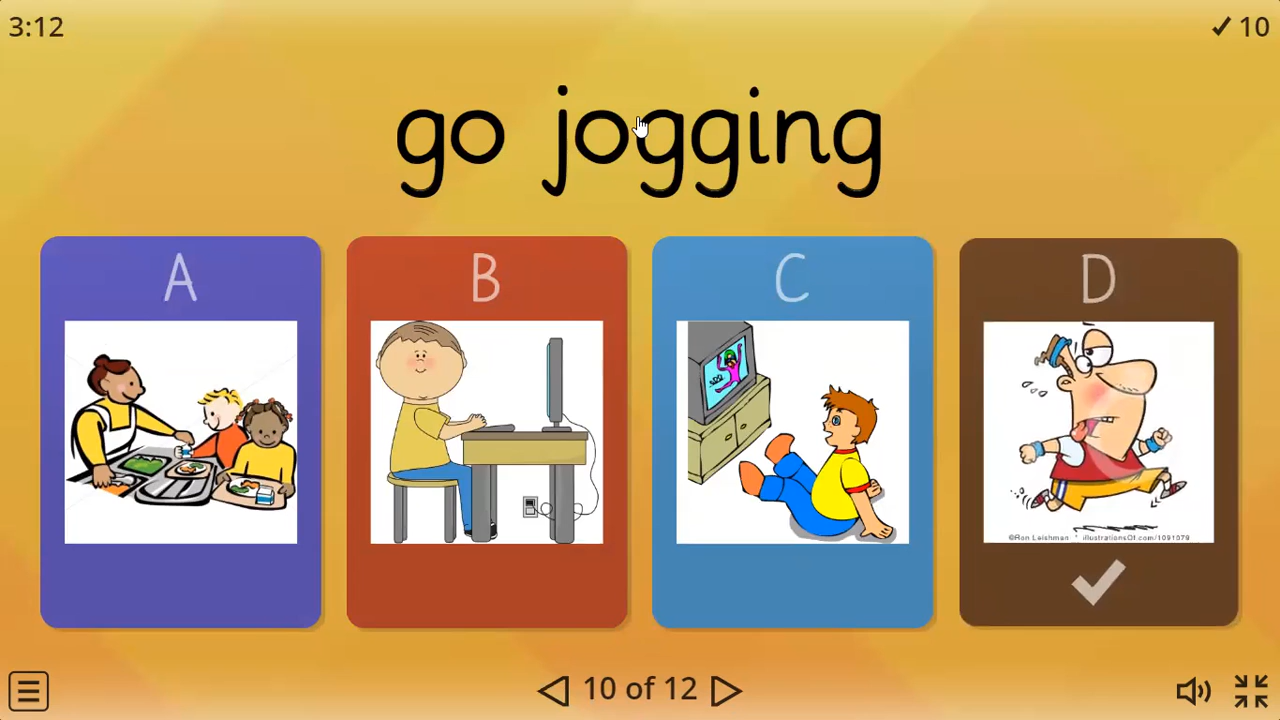 3:12
✓ 10
go jogging
A
B
C
D
©Ron Leishman * illustrationsOf.com/1091079
10 of 12